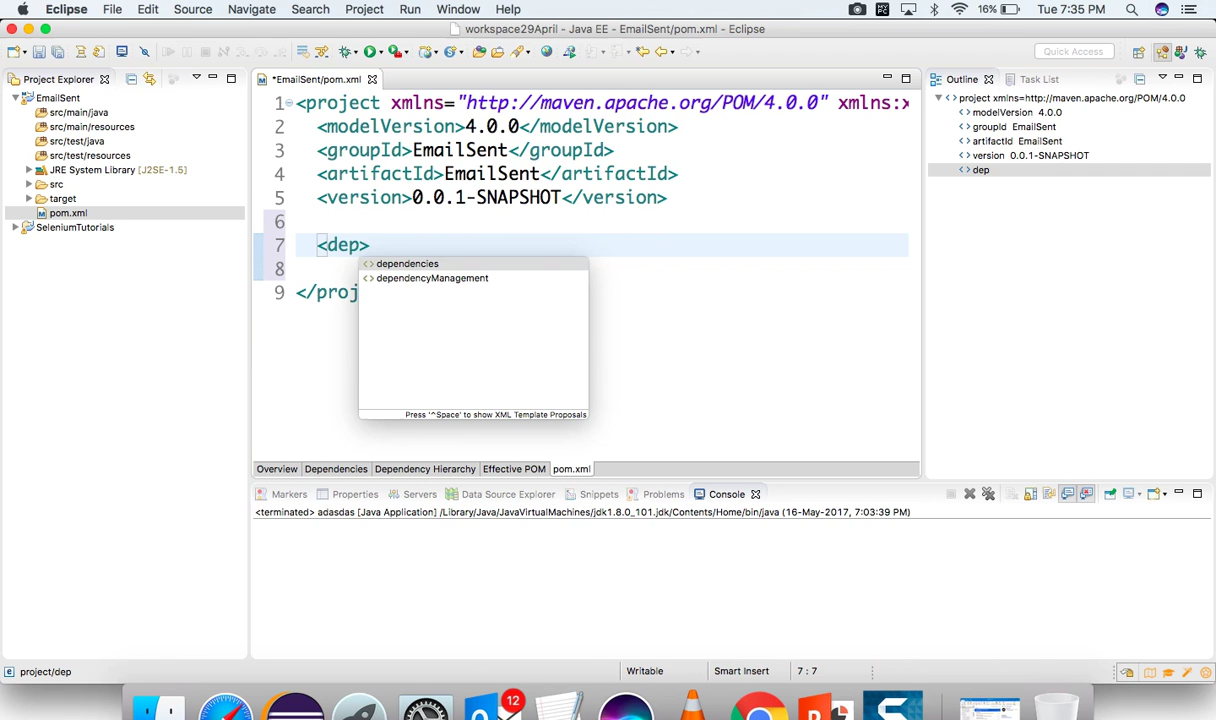 Eclipse File Edit Source Navigate Search Project Run Window Help 16% Tue 7:35 PM
workspace29April - Java EE - EmailSent/pom.xml - Eclipse
Quick Access
Project Explorer
EmailSent
src/main/java
src/main/resources
src/test/java
src/test/resources
JRE System Library [J2SE-1.5]
src
target
pom.xml
SeleniumTutorials
*EmailSent/pom.xml
1 <project xmlns="http://maven.apache.org/POM/4.0.0" xmlns:x
2 <modelVersion>4.0.0</modelVersion>
3 <groupId>EmailSent</groupId>
4 <artifactId>EmailSent</artifactId>
5 <version>0.0.1-SNAPSHOT</version>
6
7 <dep>
8
9 </proj
dependencies
dependencyManagement
Press '^Space' to show XML Template Proposals
Overview Dependencies Dependency Hierarchy Effective POM pom.xml
Outline Task List
project xmlns=http://maven.apache.org/POM/4.0.0
modelVersion 4.0.0
groupId EmailSent
artifactId EmailSent
version 0.0.1-SNAPSHOT
dep
Markers Properties Servers Data Source Explorer Snippets Problems Console
<terminated> adasdas [Java Application] /Library/Java/JavaVirtualMachines/jdk1.8.0_101.jdk/Contents/Home/bin/java (16-May-2017, 7:03:39 PM)
project/dep Writable Smart Insert 7 : 7
12